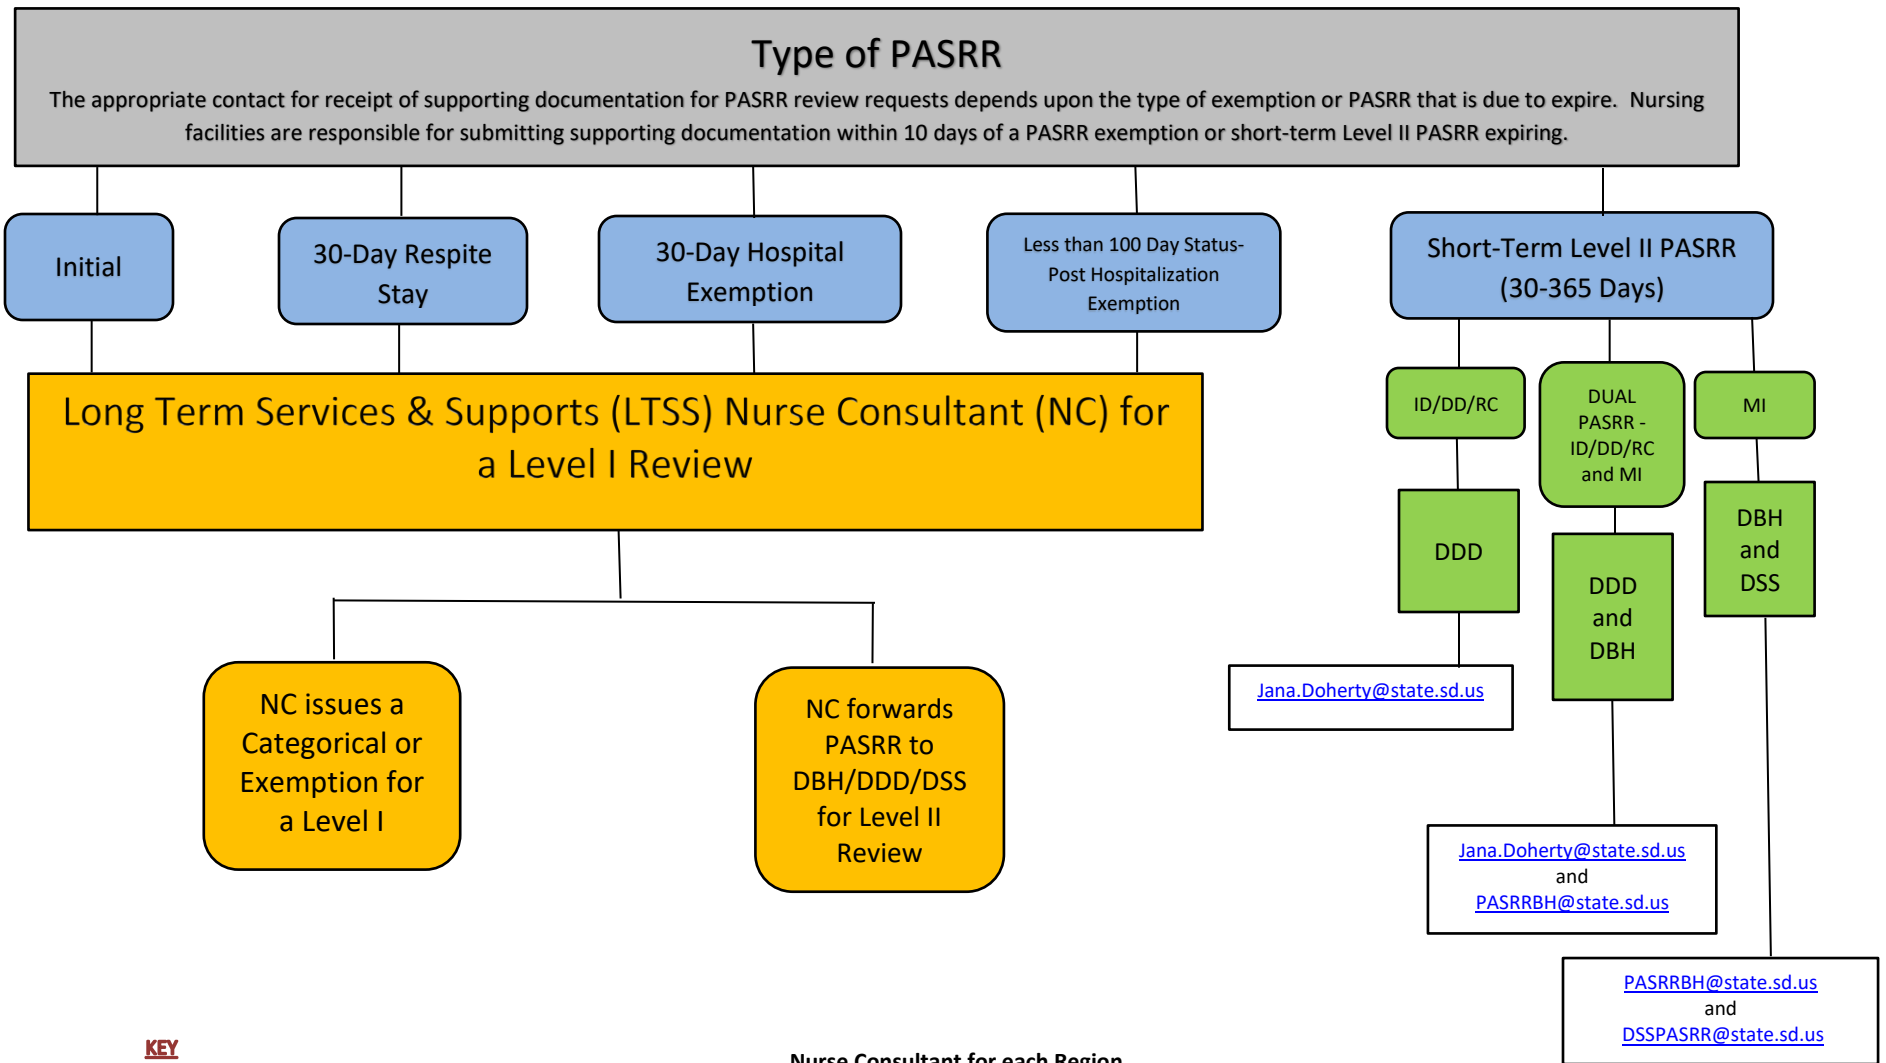 Type of PASRR
The appropriate contact for receipt of supporting documentation for PASRR review requests depends upon the type of exemption or PASRR that is due to expire.  Nursing
facilities are responsible for submitting supporting documentation within 10 days of a PASRR exemption or short-term Level II PASRR expiring.
Initial
30-Day Respite
Stay
30-Day Hospital
Exemption
Less than 100 Day Status-
Post Hospitalization
Exemption
Short-Term Level II PASRR
(30-365 Days)
Long Term Services & Supports (LTSS) Nurse Consultant (NC) for
a Level I Review
ID/DD/RC
DUAL
PASRR -
ID/DD/RC
and MI
MI
DDD
DDD
and
DBH
DBH
and
DSS
NC issues a
Categorical or
Exemption for
a Level I
NC forwards
PASRR to
DBH/DDD/DSS
for Level II
Review
Jana.Doherty@state.sd.us
Jana.Doherty@state.sd.us
and
PASRRBH@state.sd.us
PASRRBH@state.sd.us
and
DSSPASRR@state.sd.us
KEY
Nurse Consultant for each Region